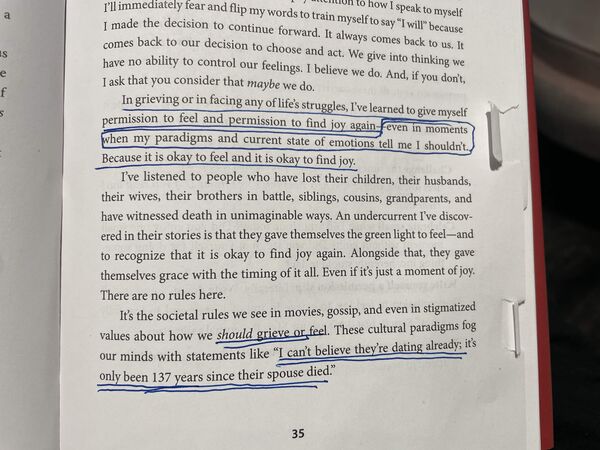 a
us
e
f
s
to how I speak to myself
I'll immediately fear and flip my words to train myself to say "I will" because
I made the decision to continue forward. It always comes back to us. It
comes back to our decision to choose and act. We give into thinking we
have no ability to control our feelings. I believe we do. And, if you don't,
I ask that you consider that maybe we do.
In grieving or in facing any of life's struggles, I've learned to give myself
permission to feel and permission to find joy again—even in moments
when my paradigms and current state of emotions tell me I shouldn't.
Because it is okay to feel and it is okay to find joy.
I've listened to people who have lost their children, their husbands,
their wives, their brothers in battle, siblings, cousins, grandparents, and
have witnessed death in unimaginable ways. An undercurrent I've discov-
ered in their stories is that they gave themselves the green light to feel—and
to recognize that it is okay to find joy again. Alongside that, they gave
themselves grace with the timing of it all. Even if it's just a moment of joy.
There are no rules here.
It's the societal rules we see in movies, gossip, and even in stigmatized
values about how we should grieve or feel. These cultural paradigms fog
our minds with statements like "I can't believe they're dating already; it's
only been 137 years since their spouse died."
35